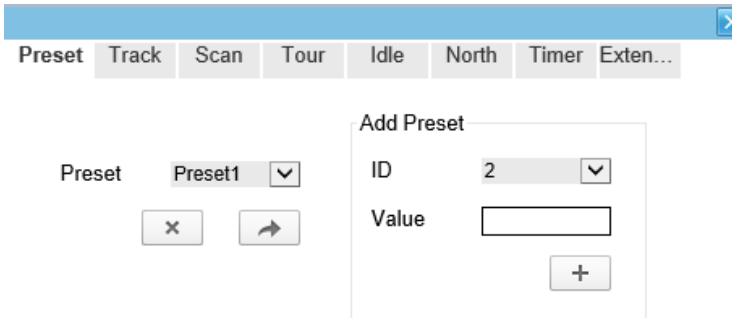 Preset Track Scan Tour Idle North Timer Exten...
Add Preset
Preset Preset1
ID 2
Value